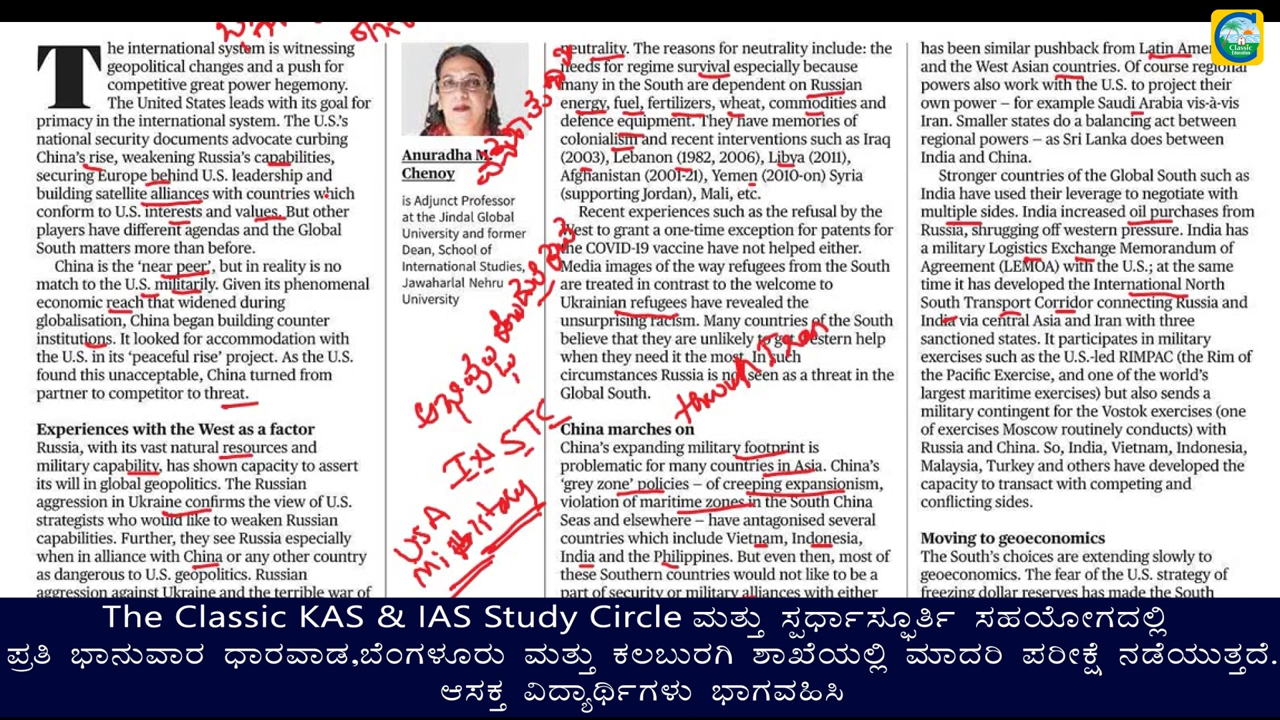 The international system is witnessing
geopolitical changes and a push for
competitive great power hegemony.
The United States leads with its goal for
primacy in the international system. The U.S.'s
national security documents advocate curbing
China's rise, weakening Russia's capabilities,
securing Europe behind U.S. leadership and
building satellite alliances with countries which
conform to U.S. interests and values. But other
players have different agendas and the Global
South matters more than before.
China is the 'near peer', but in reality is no
match to the U.S. militarily. Given its phenomenal
economic reach that widened during
globalisation, China began building counter
institutions. It looked for accommodation with
the U.S. in its 'peaceful rise' project. As the U.S.
found this unacceptable, China turned from
partner to competitor to threat.
Experiences with the West as a factor
Russia, with its vast natural resources and
military capability, has shown capacity to assert
its will in global geopolitics. The Russian
aggression in Ukraine confirms the view of U.S.
strategists who would like to weaken Russian
capabilities. Further, they see Russia especially
when in alliance with China or any other country
as dangerous to U.S. geopolitics. Russian
aggression against Ukraine and the terrible war of
Anuradha M.
Chenoy
is Adjunct Professor
at the Jindal Global
University and former
Dean, School of
International Studies,
Jawaharlal Nehru
University
INSTC
USA
neutrality. The reasons for neutrality include: the
needs for regime survival especially because
many in the South are dependent on Russian
energy, fuel, fertilizers, wheat, commodities and
defence equipment. They have memories of
colonialism and recent interventions such as Iraq
(2003), Lebanon (1982, 2006), Libya (2011),
Afghanistan (2001-21), Yemen (2010-on) Syria
(supporting Jordan), Mali, etc.
Recent experiences such as the refusal by the
West to grant a one-time exception for patents for
the COVID-19 vaccine have not helped either.
Media images of the way refugees from the South
are treated in contrast to the welcome to
Ukrainian refugees have revealed the
unsurprising racism. Many countries of the South
believe that they are unlikely to get western help
when they need it the most. In such
circumstances Russia is not seen as a threat in the
Global South.
through Iran
China marches on
China's expanding military footprint is
problematic for many countries in Asia. China's
'grey zone' policies – of creeping expansionism,
violation of maritime zones in the South China
Seas and elsewhere – have antagonised several
countries which include Vietnam, Indonesia,
India and the Philippines. But even then, most of
these Southern countries would not like to be a
part of security or military alliances with either
has been similar pushback from Latin
and the West Asian countries. Of course regional
powers also work with the U.S. to project their
own power – for example Saudi Arabia vis-à-vis
Iran. Smaller states do a balancing act between
regional powers — as Sri Lanka does between
India and China.
Stronger countries of the Global South such as
India have used their leverage to negotiate with
multiple sides. India increased oil purchases from
Russia, shrugging off western pressure. India has
a military Logistics Exchange Memorandum of
Agreement (LEMOA) with the U.S.; at the same
time it has developed the International North
South Transport Corridor connecting Russia and
India via central Asia and Iran with three
sanctioned states. It participates in military
exercises such as the U.S.-led RIMPAC (the Rim of
the Pacific Exercise, and one of the world's
largest maritime exercises) but also sends a
military contingent for the Vostok exercises (one
of exercises Moscow routinely conducts) with
Russia and China. So, India, Vietnam, Indonesia,
Malaysia, Turkey and others have developed the
capacity to transact with competing and
conflicting sides.
Moving to geoeconomics
The South's choices are extending slowly to
geoeconomics. The fear of the U.S. strategy of
freezing dollar reserves has made the South
Classic
Education
The Classic KAS & IAS Study Circle ಮತ್ತು ಸ್ಪರ್ಧಾಸ್ಫೂರ್ತಿ ಸಹಯೋಗದಲ್ಲಿ
ಪ್ರತಿ ಭಾನುವಾರ ಧಾರವಾಡ,ಬೆಂಗಳೂರು ಮತ್ತು ಕಲಬುರಗಿ ಶಾಖೆಯಲ್ಲಿ ಮಾದರಿ ಪರೀಕ್ಷೆ ನಡೆಯುತ್ತದೆ.
ಆಸಕ್ತ ವಿದ್ಯಾರ್ಥಿಗಳು ಭಾಗವಹಿಸಿ